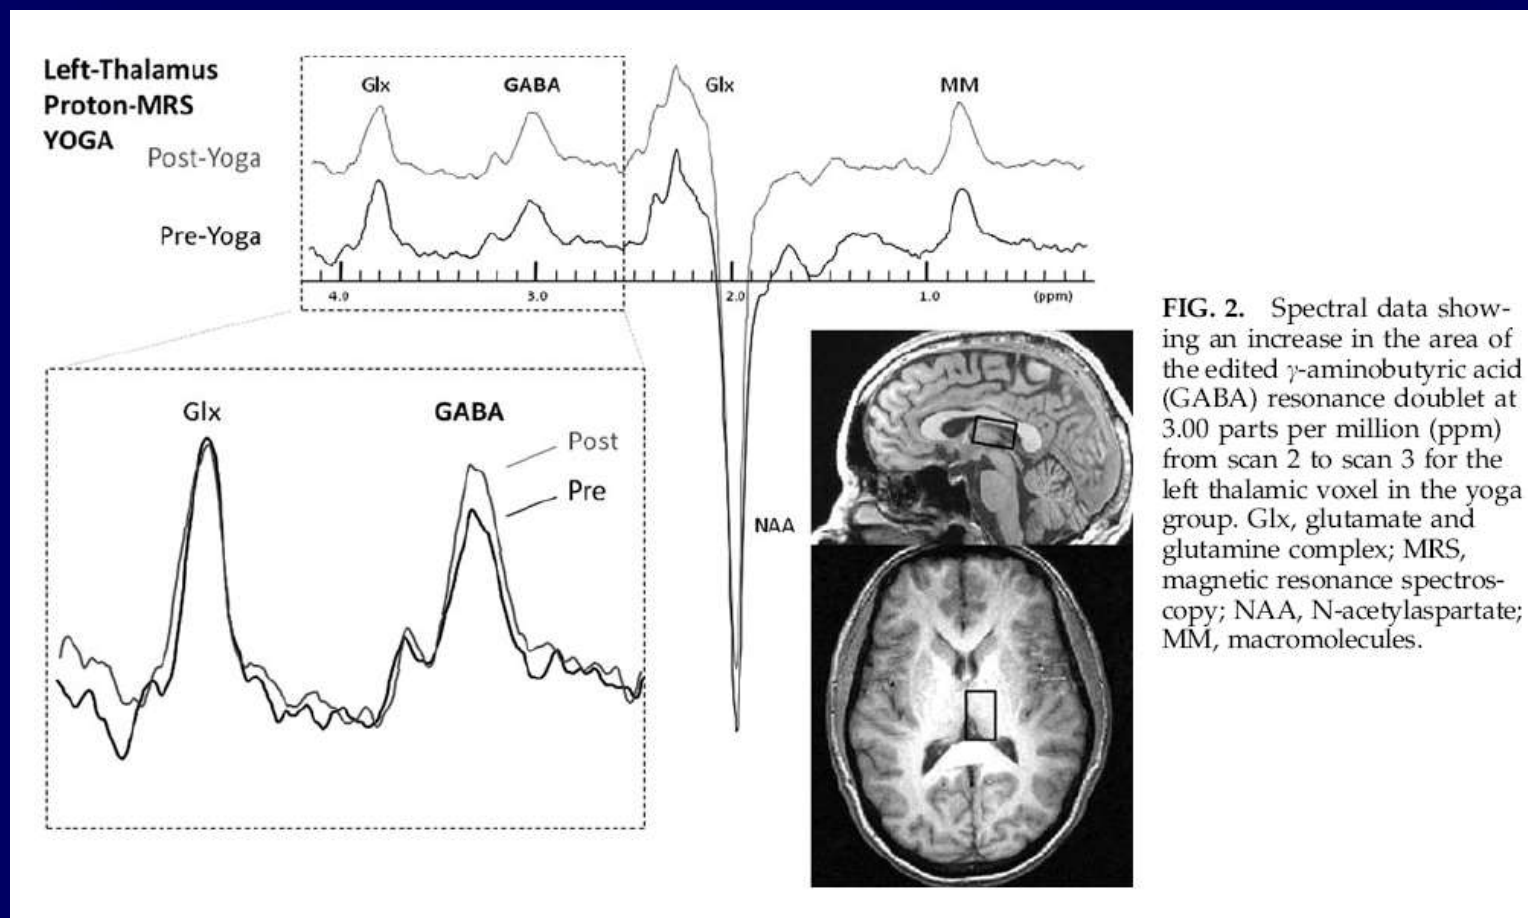 Left-Thalamus
Proton-MRS
YOGA
Post-Yoga
Pre-Yoga
Glx
GABA
Glx
MM
4.0
3.0
2.0
1.0
(ppm)
NAA
Glx
GABA
Post
Pre
FIG. 2. Spectral data show-
ing an increase in the area of
the edited γ-aminobutyric acid
(GABA) resonance doublet at
3.00 parts per million (ppm)
from scan 2 to scan 3 for the
left thalamic voxel in the yoga
group. Glx, glutamate and
glutamine complex; MRS,
magnetic resonance spectros-
copy; NAA, N-acetylaspartate;
MM, macromolecules.